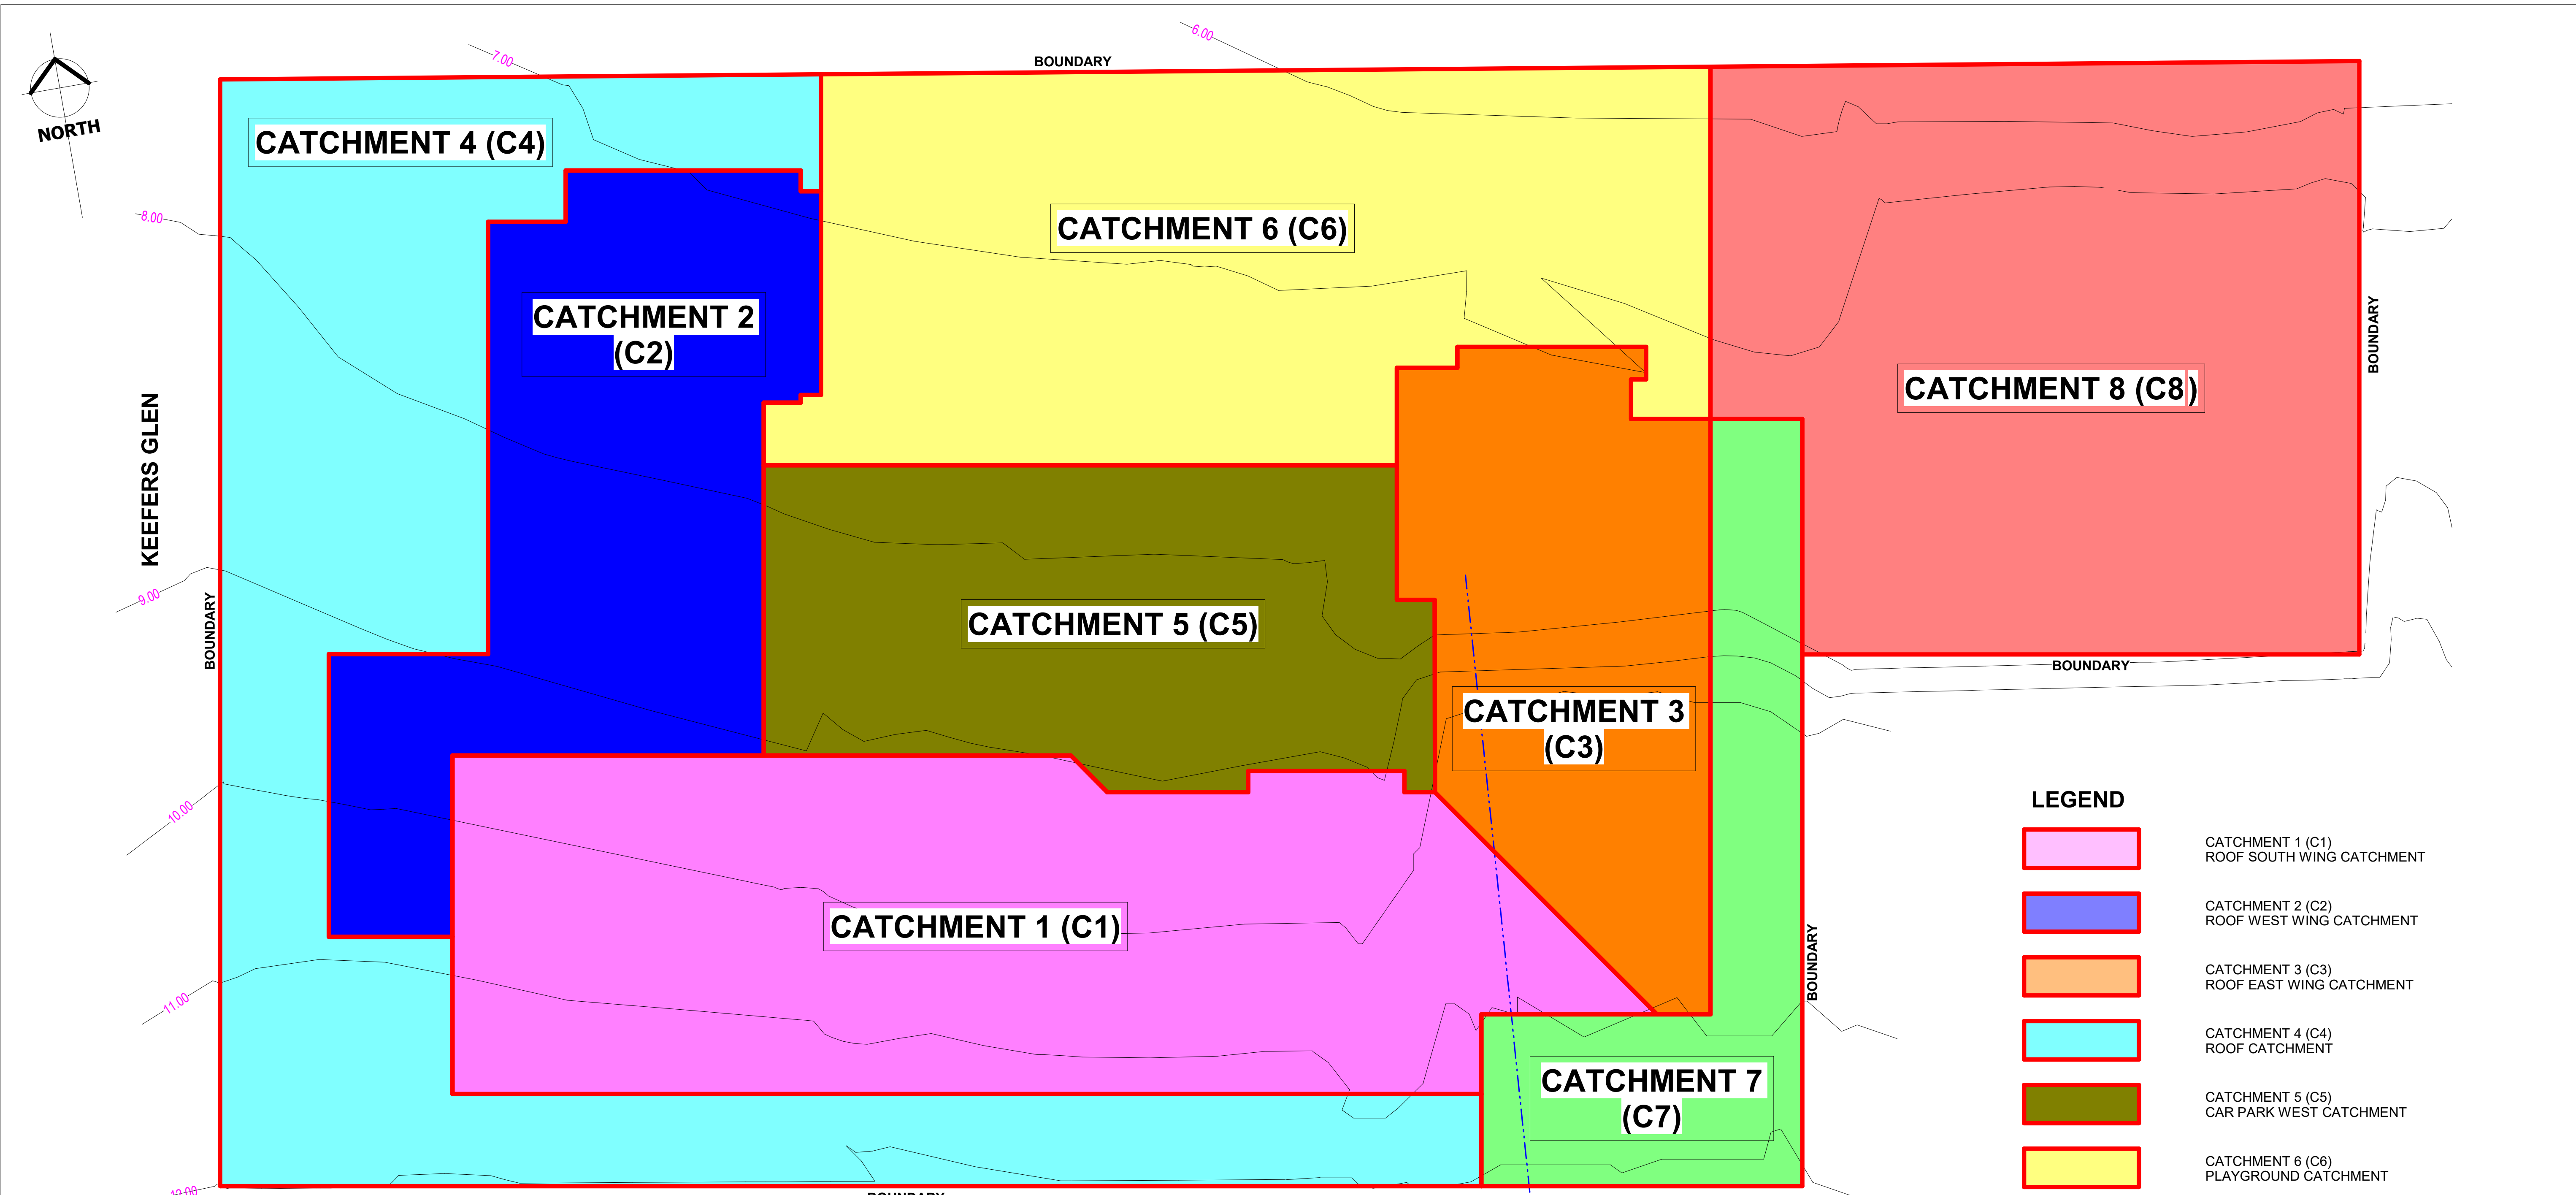 BOUNDARY
6.00
7.00
NORTH
CATCHMENT 4 (C4)
8.00
CATCHMENT 6 (C6)
CATCHMENT 2
(C2)
CATCHMENT 8 (C8)
BOUNDARY
KEEFERS GLEN
9.00
BOUNDARY
CATCHMENT 5 (C5)
BOUNDARY
CATCHMENT 3
(C3)
10.00
CATCHMENT 1 (C1)
11.00
BOUNDARY
CATCHMENT 7
(C7)
12.00
BOUNDARY
LEGEND
CATCHMENT 1 (C1)
ROOF SOUTH WING CATCHMENT
CATCHMENT 2 (C2)
ROOF WEST WING CATCHMENT
CATCHMENT 3 (C3)
ROOF EAST WING CATCHMENT
CATCHMENT 4 (C4)
ROOF CATCHMENT
CATCHMENT 5 (C5)
CAR PARK WEST CATCHMENT
CATCHMENT 6 (C6)
PLAYGROUND CATCHMENT